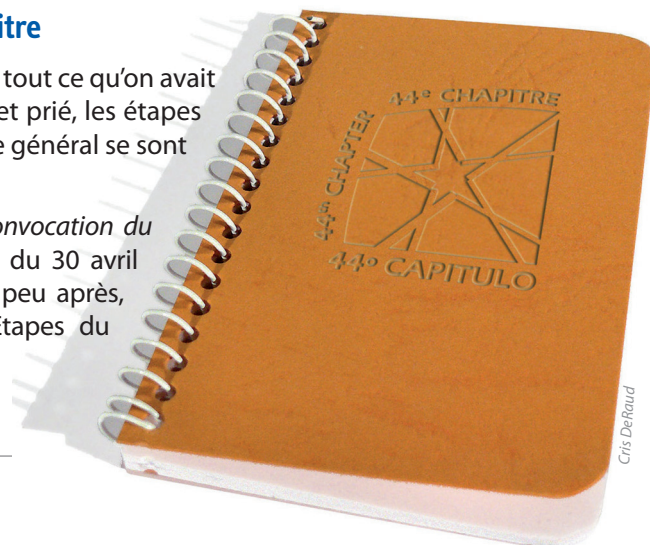 itre
tout ce qu'on avait
et prié, les étapes
e général se sont
onvocation du
du 30 avril
peu après,
Étapes du
44e CHAPITRE
44TH CHAPTER
44º CAPITULO
Cris DeRaud